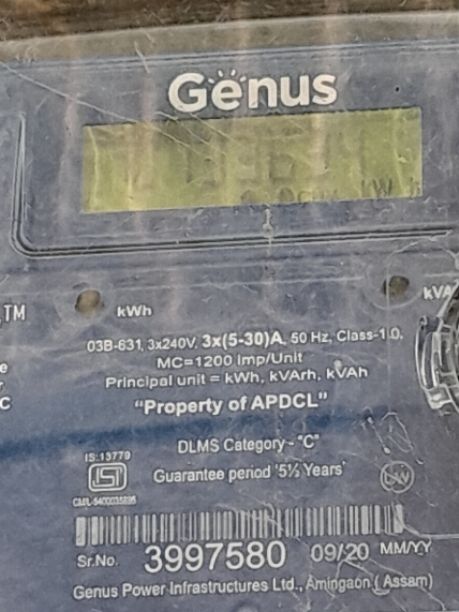 Genus
kW h
TM
kWh
kVA
03B-631, 3x240V, 3x(5-30)A, 50 Hz, Class-1.0,
MC=1200 Imp/Unit
Principal unit = kWh, kVArh, kVAh
"Property of APDCL"
DLMS Category - "C"
IS:13779
Guarantee period '5½ Years'
Sr.No. 3997580 09/20 MM/YY
Genus Power Infrastructures Ltd., Amingaon ( Assam)